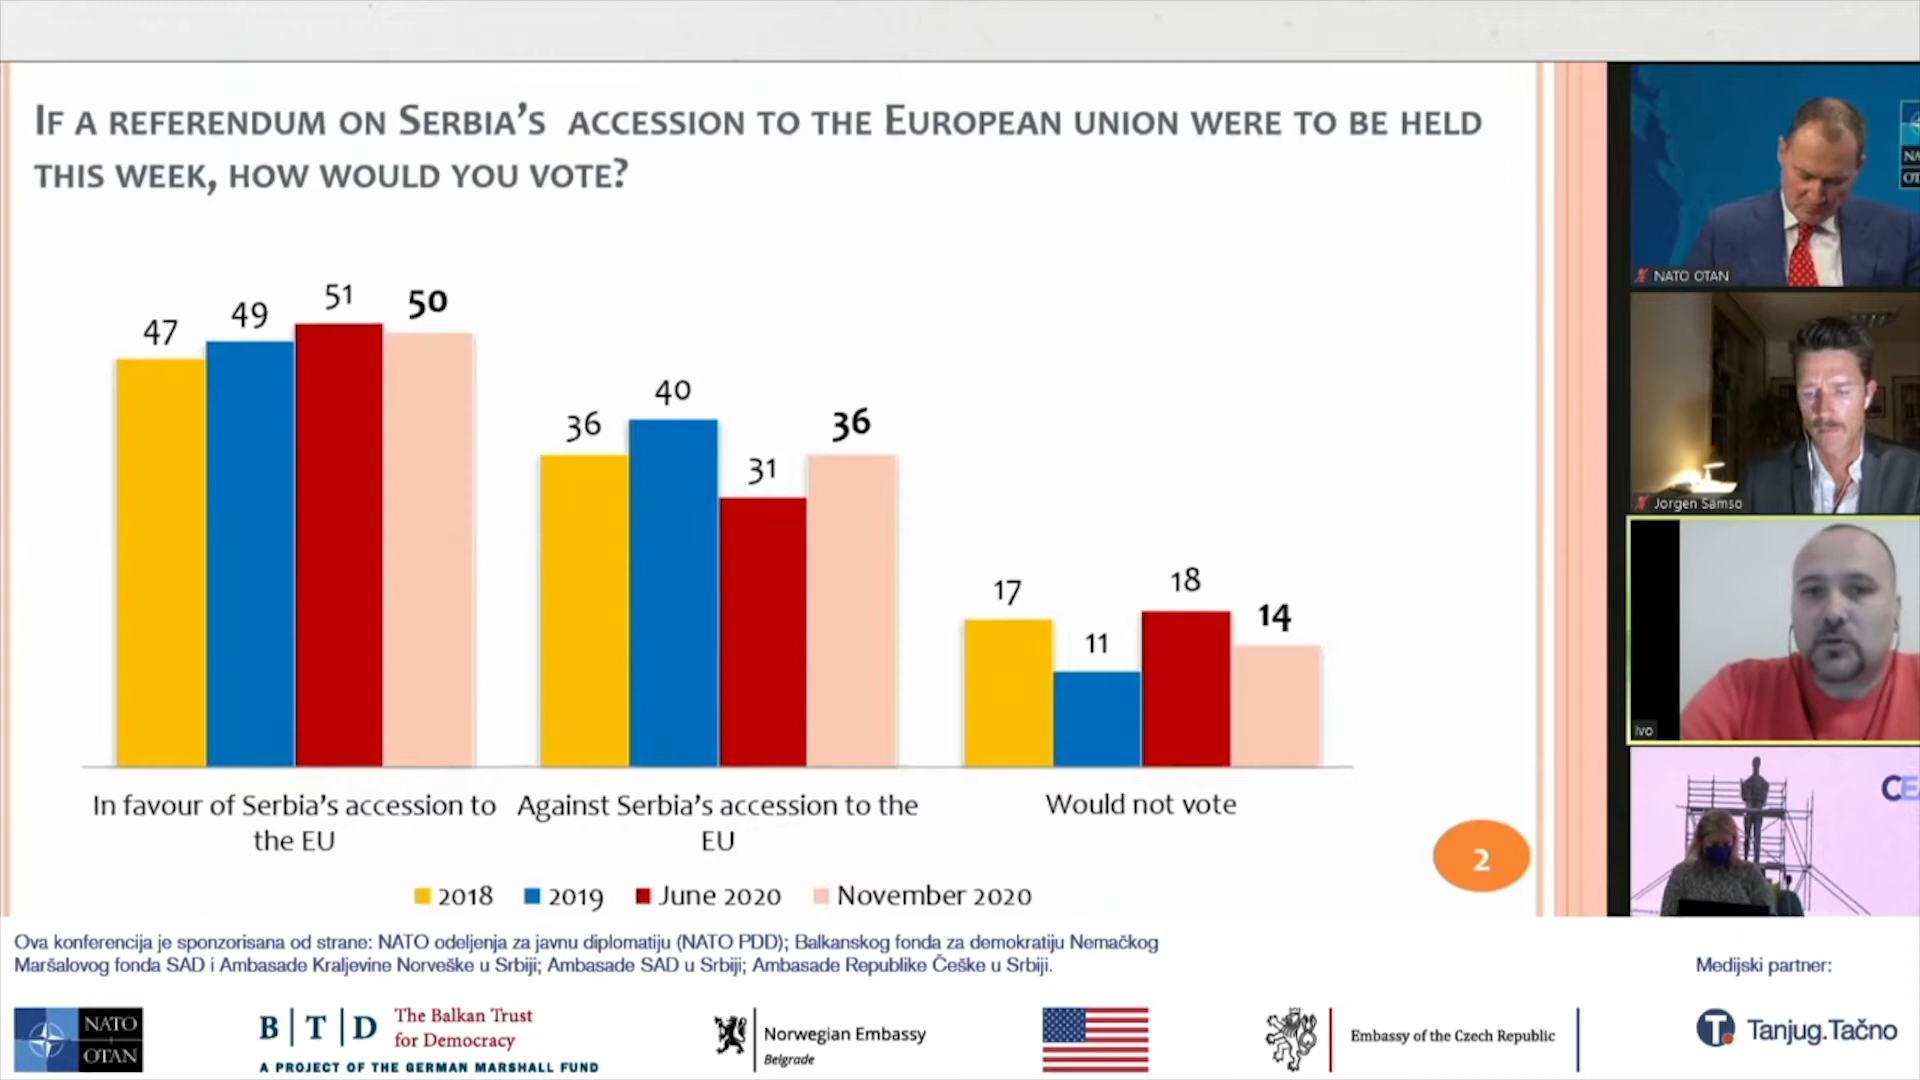 IF A REFERENDUM ON SERBIA'S ACCESSION TO THE EUROPEAN UNION WERE TO BE HELD
THIS WEEK, HOW WOULD YOU VOTE?
47
49
51
50
36
40
31
36
17
11
18
14
In favour of Serbia's accession to
the EU
Against Serbia's accession to the
EU
Would not vote
2018
2019
June 2020
November 2020
2
NATO OTAN
Jorgen Samso
Ivo
Ova konferencija je sponzorisana od strane: NATO odeljenja za javnu diplomatiju (NATO PDD); Balkanskog fonda za demokratiju Nemačkog
Maršalovog fonda SAD i Ambasade Kraljevine Norveške u Srbiji; Ambasade SAD u Srbiji; Ambasade Republike Češke u Srbiji.
Medijski partner:
NATO
OTAN
B|T|D
The Balkan Trust
for Democracy
A PROJECT OF THE GERMAN MARSHALL FUND
Norwegian Embassy
Belgrade
Embassy of the Czech Republic
Tanjug.Tačno